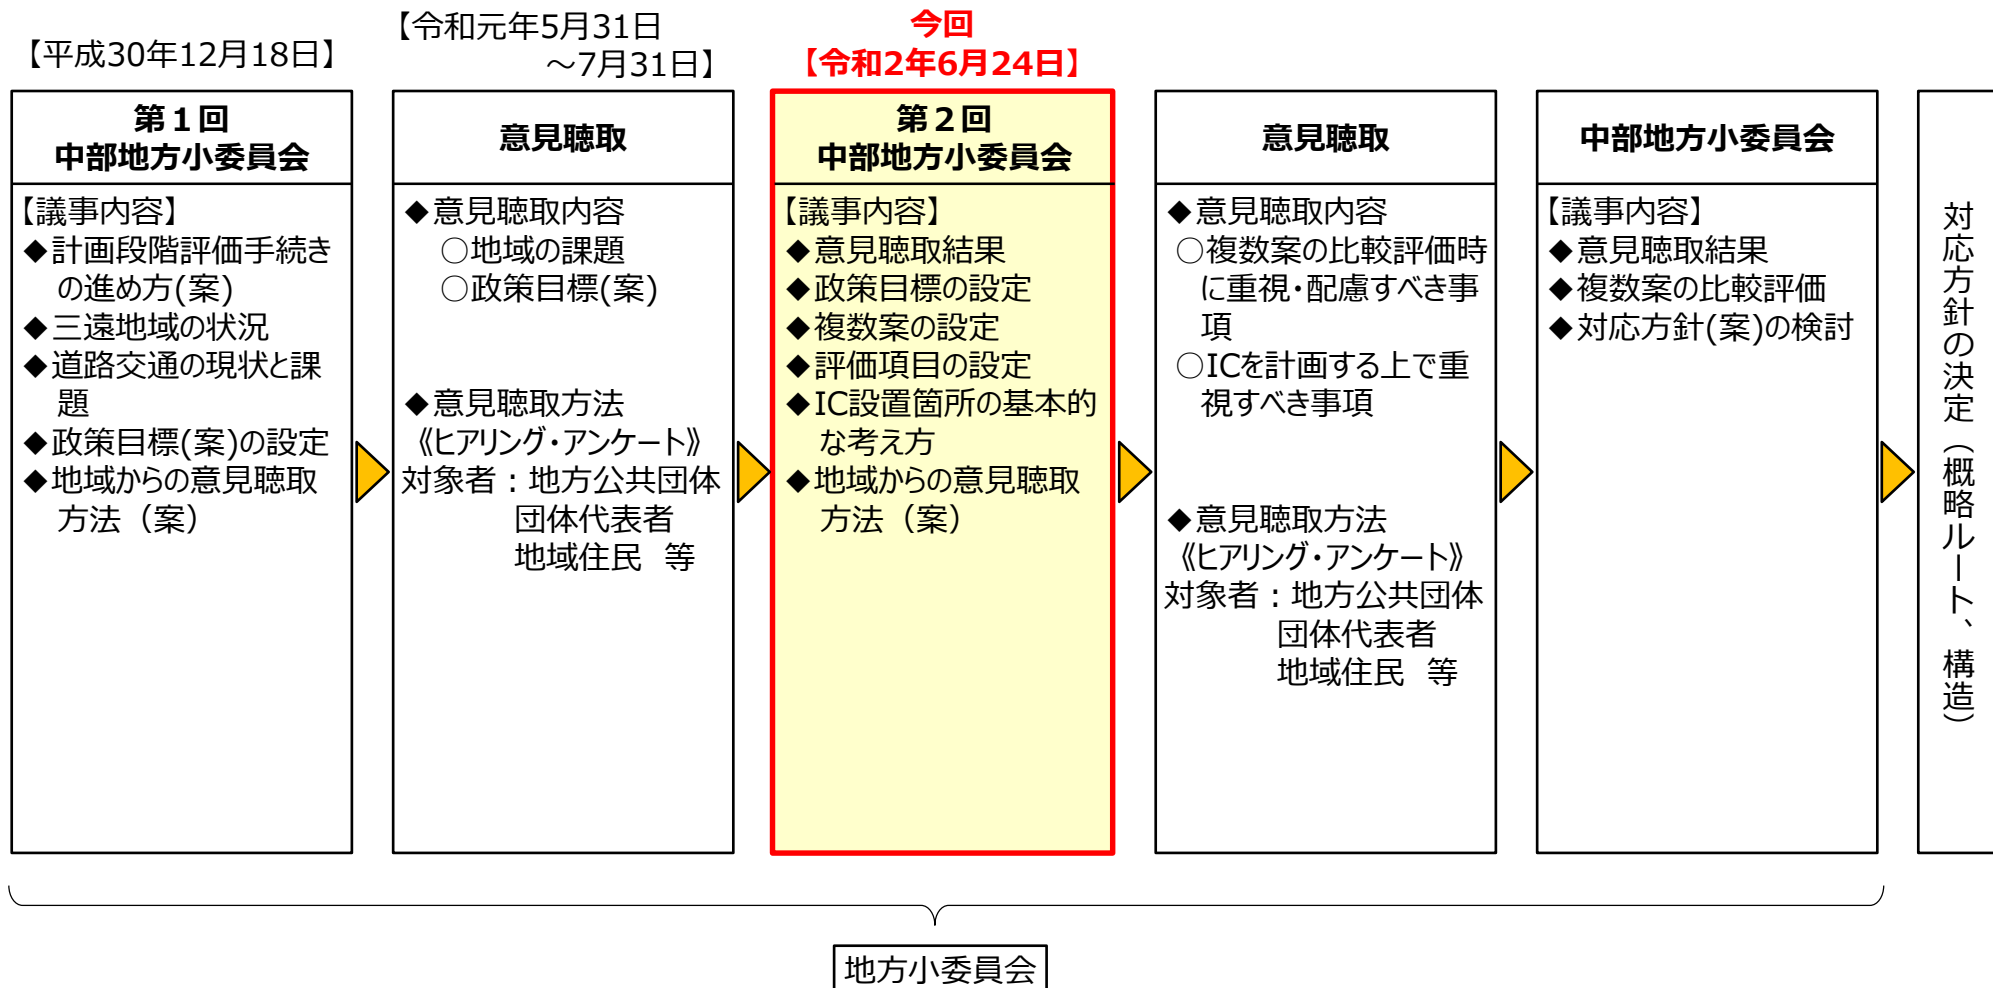 【平成30年12月18日】
第１回
中部地方小委員会
【議事内容】
◆計画段階評価手続き
の進め方(案)
◆三遠地域の状況
◆道路交通の現状と課
題
◆政策目標(案)の設定
◆地域からの意見聴取
方法（案）
【令和元年5月31日
～7月31日】
意見聴取
◆意見聴取内容
○地域の課題
○政策目標(案)
◆意見聴取方法
《ヒアリング・アンケート》
対象者：地方公共団体
団体代表者
地域住民　等
今回
【令和2年6月24日】
第２回
中部地方小委員会
【議事内容】
◆意見聴取結果
◆政策目標の設定
◆複数案の設定
◆評価項目の設定
◆IC設置箇所の基本的
な考え方
◆地域からの意見聴取
方法（案）
意見聴取
◆意見聴取内容
○複数案の比較評価時
に重視・配慮すべき事
項
○ICを計画する上で重
視すべき事項
◆意見聴取方法
《ヒアリング・アンケート》
対象者：地方公共団体
団体代表者
地域住民　等
中部地方小委員会
【議事内容】
◆意見聴取結果
◆複数案の比較評価
◆対応方針(案)の検討
対応方針の決定（概略ルート、構造）
地方小委員会